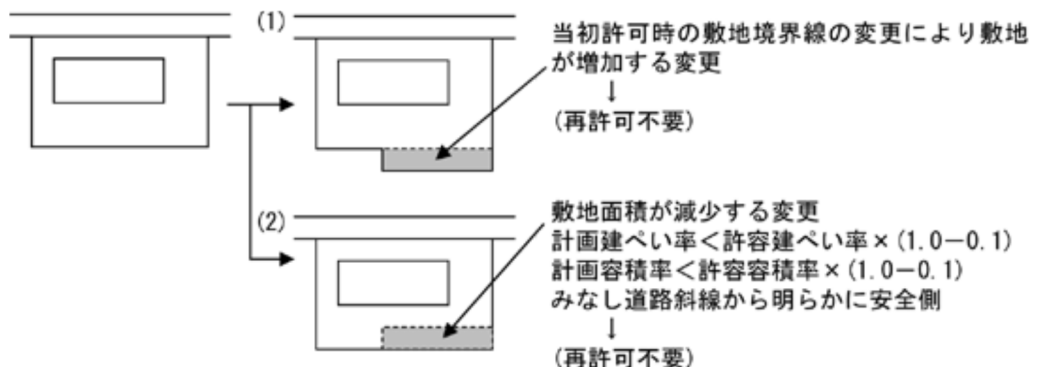 (1)
当初許可時の敷地境界線の変更により敷地
が増加する変更
↓
(再許可不要)
(2)
敷地面積が減少する変更
計画建ぺい率<許容建ぺい率×(1.0-0.1)
計画容積率<許容容積率×(1.0-0.1)
みなし道路斜線から明らかに安全側
↓
(再許可不要)